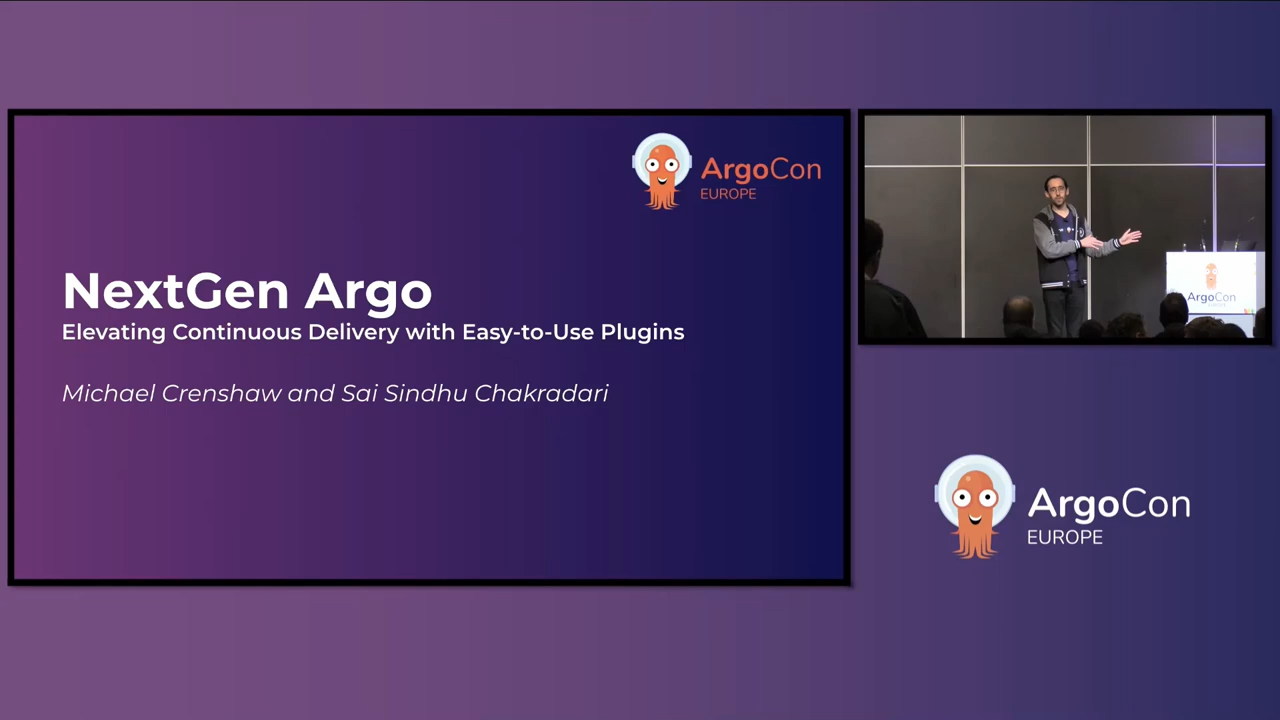 ArgoCon
EUROPE
NextGen Argo
Elevating Continuous Delivery with Easy-to-Use Plugins
Michael Crenshaw and Sai Sindhu Chakradari
ArgoCon
ArgoCon
EUROPE